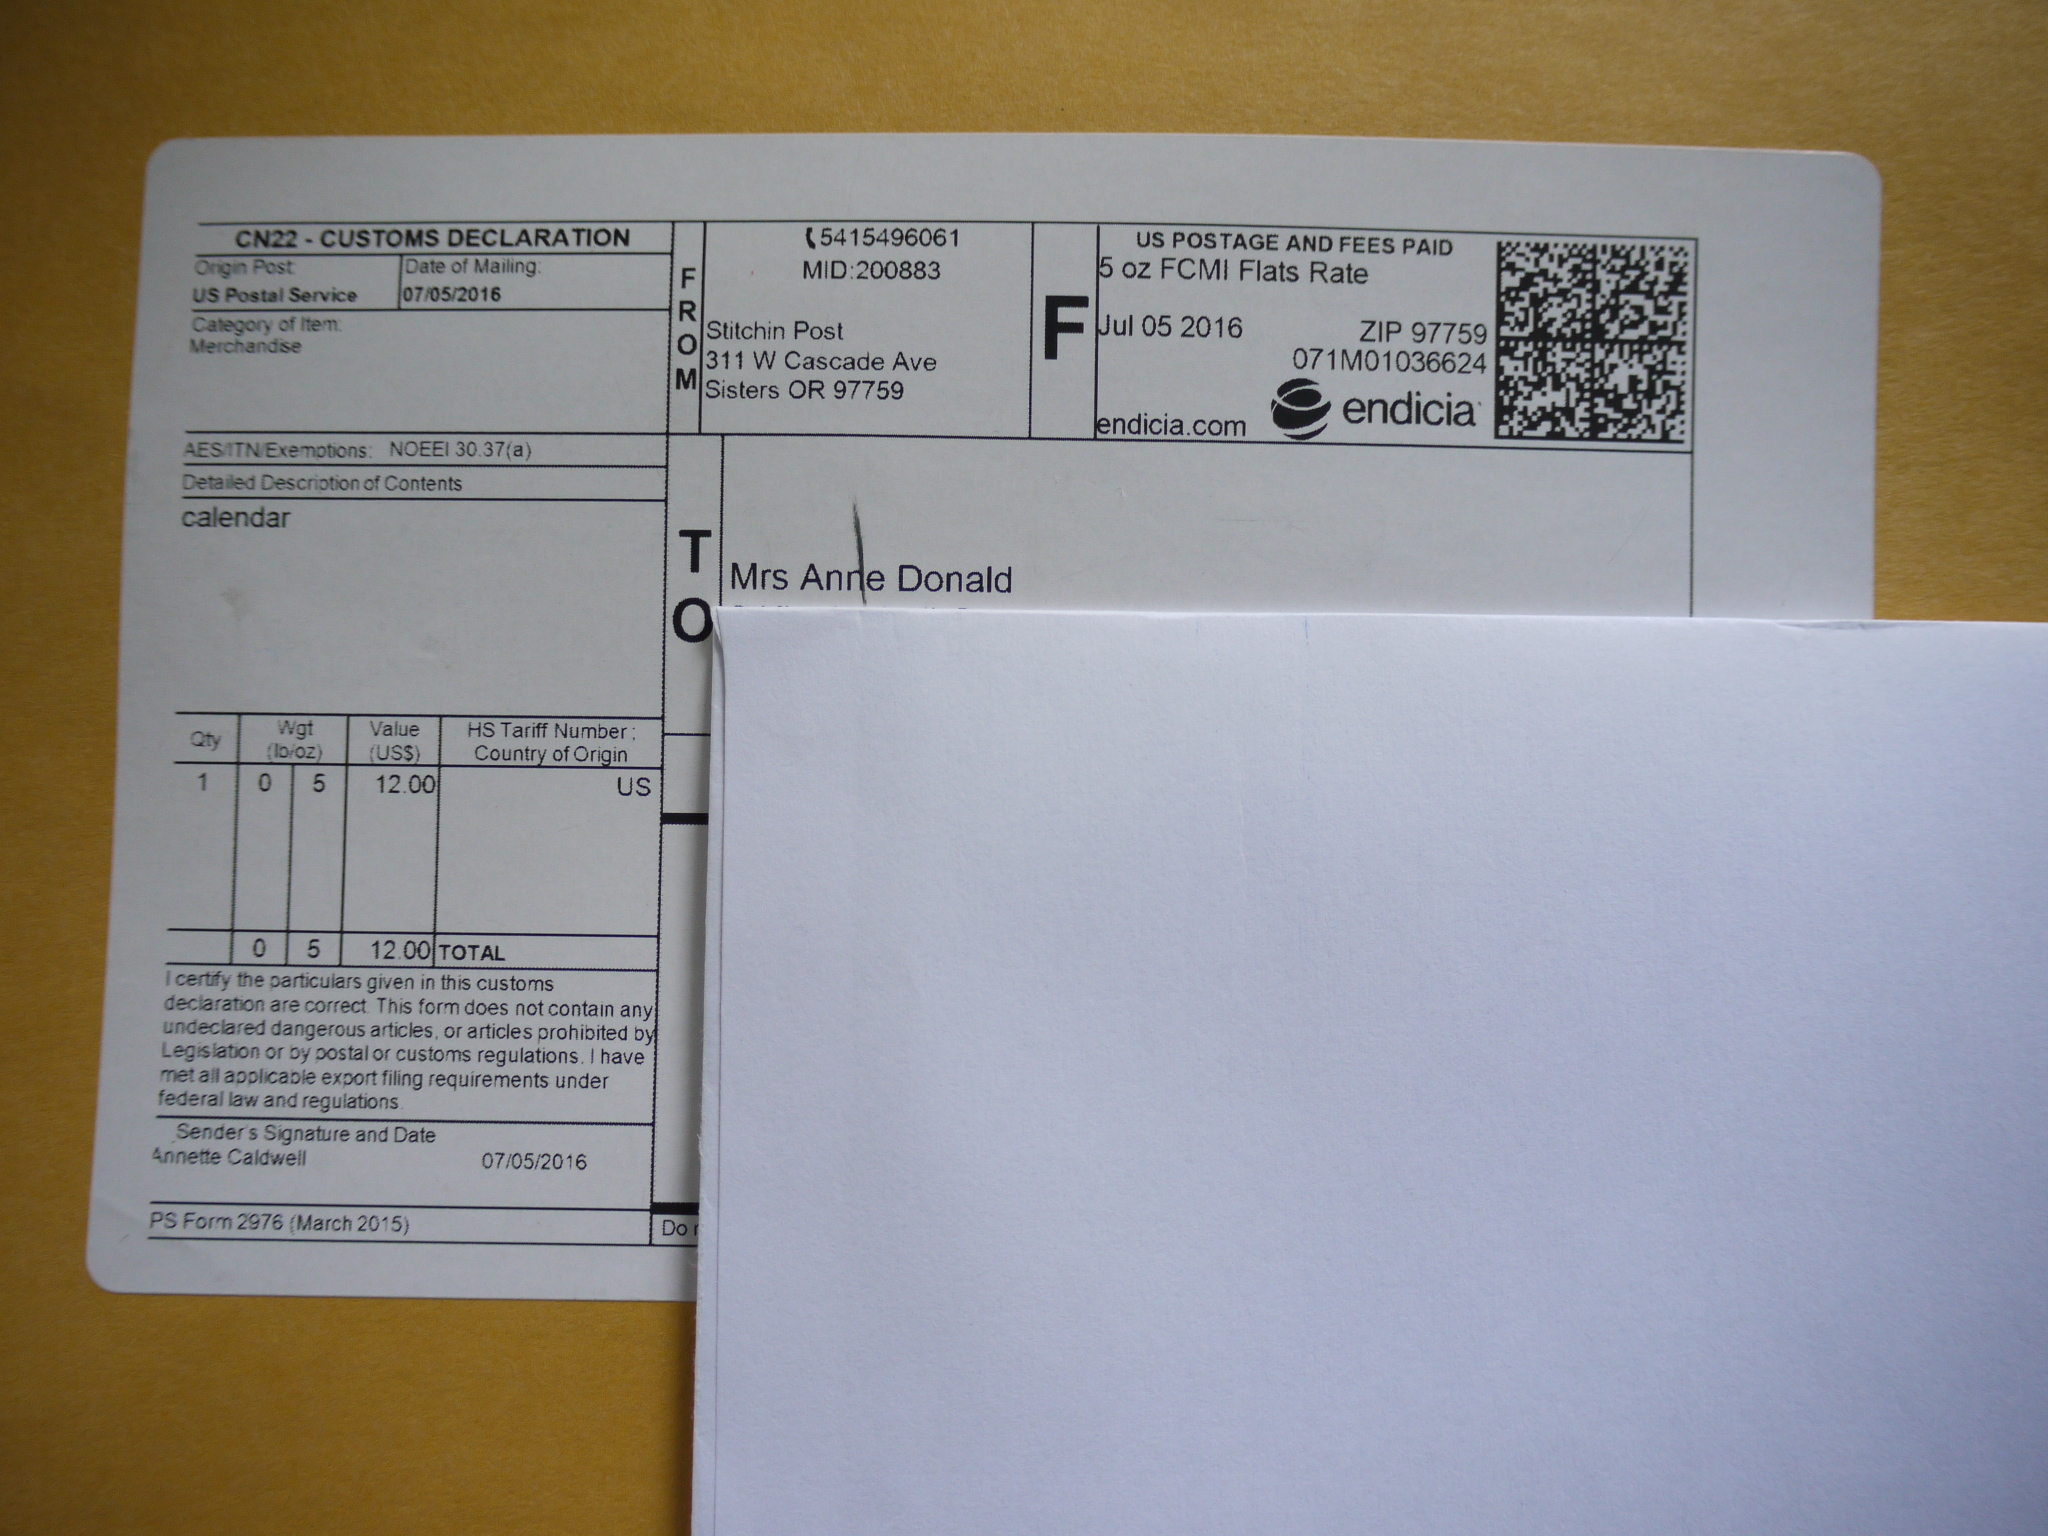 CN22 - CUSTOMS DECLARATION
Origin Post:
US Postal Service
Date of Mailing:
07/05/2016
Category of Item:
Merchandise
AES/ITN/Exemptions: NOEEI 30.37(a)
Detailed Description of Contents
calendar
Qty
Wgt
(lb/oz)
Value
(US$)
HS Tariff Number ;
Country of Origin
1 0 5 12.00 US
0 5 12.00 TOTAL
I certify the particulars given in this customs
declaration are correct. This form does not contain any
undeclared dangerous articles, or articles prohibited by
Legislation or by postal or customs regulations. I have
met all applicable export filing requirements under
federal law and regulations.
Sender's Signature and Date
Annette Caldwell 07/05/2016
PS Form 2976 (March 2015)
FROM
5415496061
MID:200883
Stitchin Post
311 W Cascade Ave
Sisters OR 97759
F
US POSTAGE AND FEES PAID
5 oz FCMI Flats Rate
Jul 05 2016
ZIP 97759
071M01036624
endicia.com
endicia
TO
Mrs Anne Donald
Do